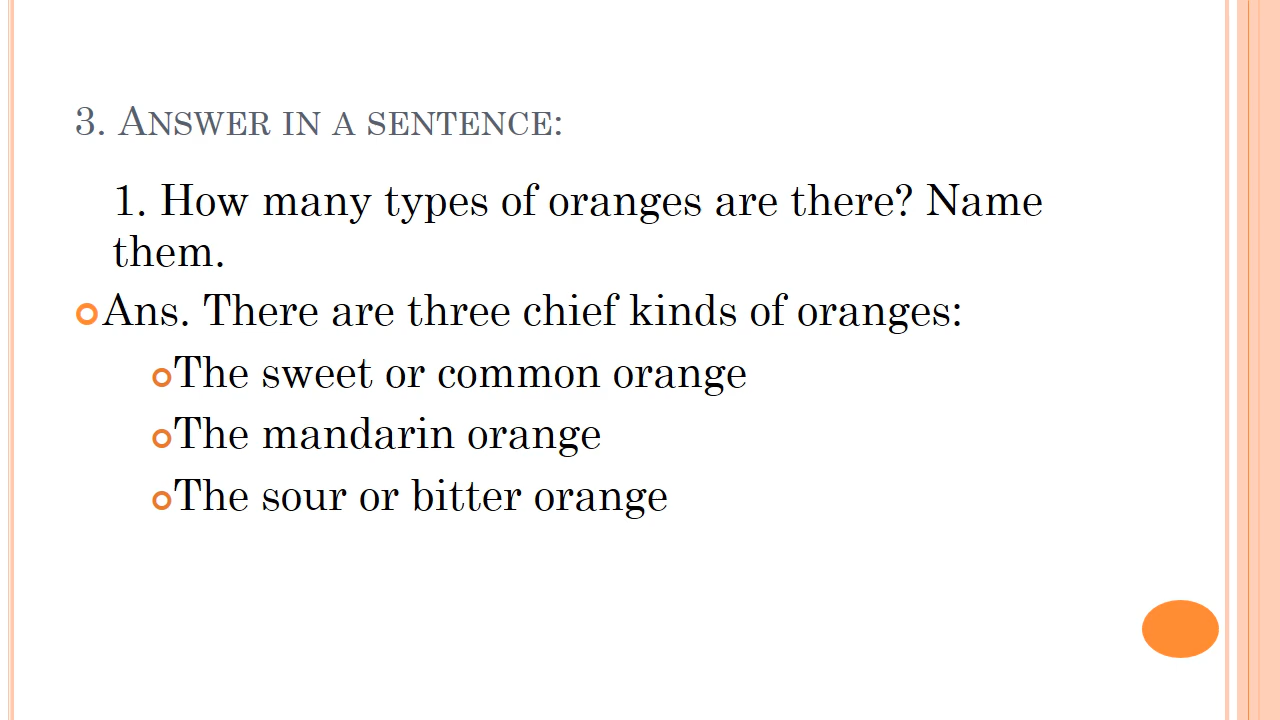 3. Answer in a sentence:
1. How many types of oranges are there? Name
them.
Ans. There are three chief kinds of oranges:
The sweet or common orange
The mandarin orange
The sour or bitter orange